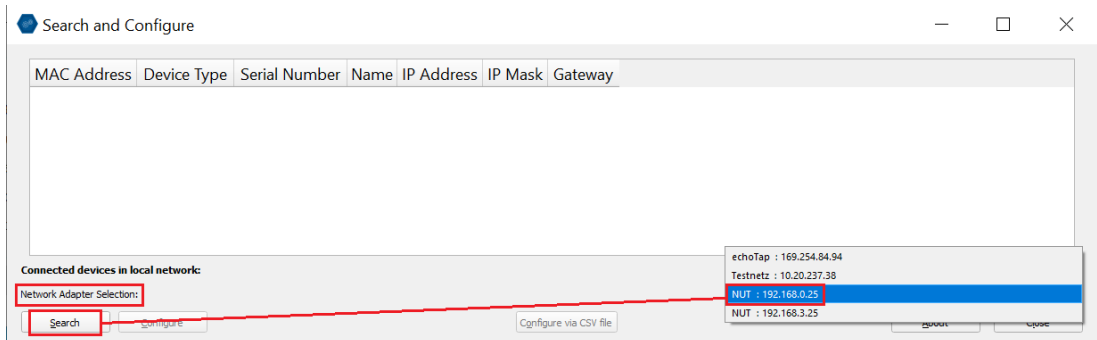 Search and Configure
MAC Address Device Type Serial Number Name IP Address IP Mask Gateway
echoTap : 169.254.84.94
Connected devices in local network:
Testnetz : 10.20.237.38
Network Adapter Selection:
NUT : 192.168.0.25
NUT : 192.168.3.25
Search Configure Configure via CSV file About Close